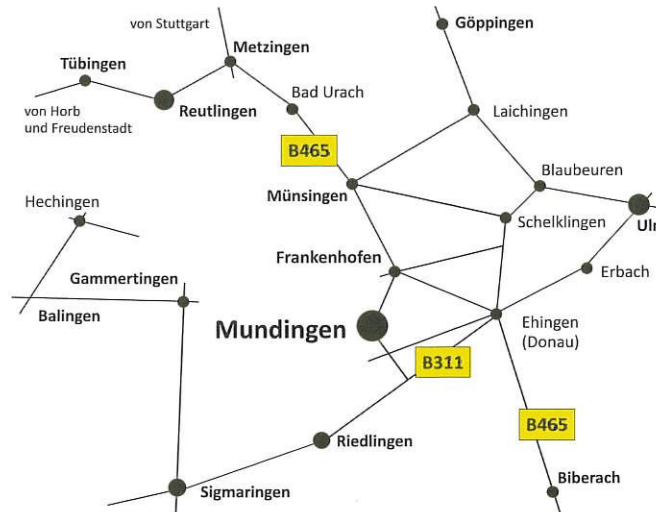 von Stuttgart
Göppingen
Metzingen
Tübingen
Bad Urach
von Horb
und Freudenstadt
Reutlingen
Laichingen
B465
Blaubeuren
Münsingen
Hechingen
Schelklingen
Ulm
Frankenhofen
Gammertingen
Erbach
Balingen
Mundingen
Ehingen
(Donau)
B311
B465
Riedlingen
Biberach
Sigmaringen